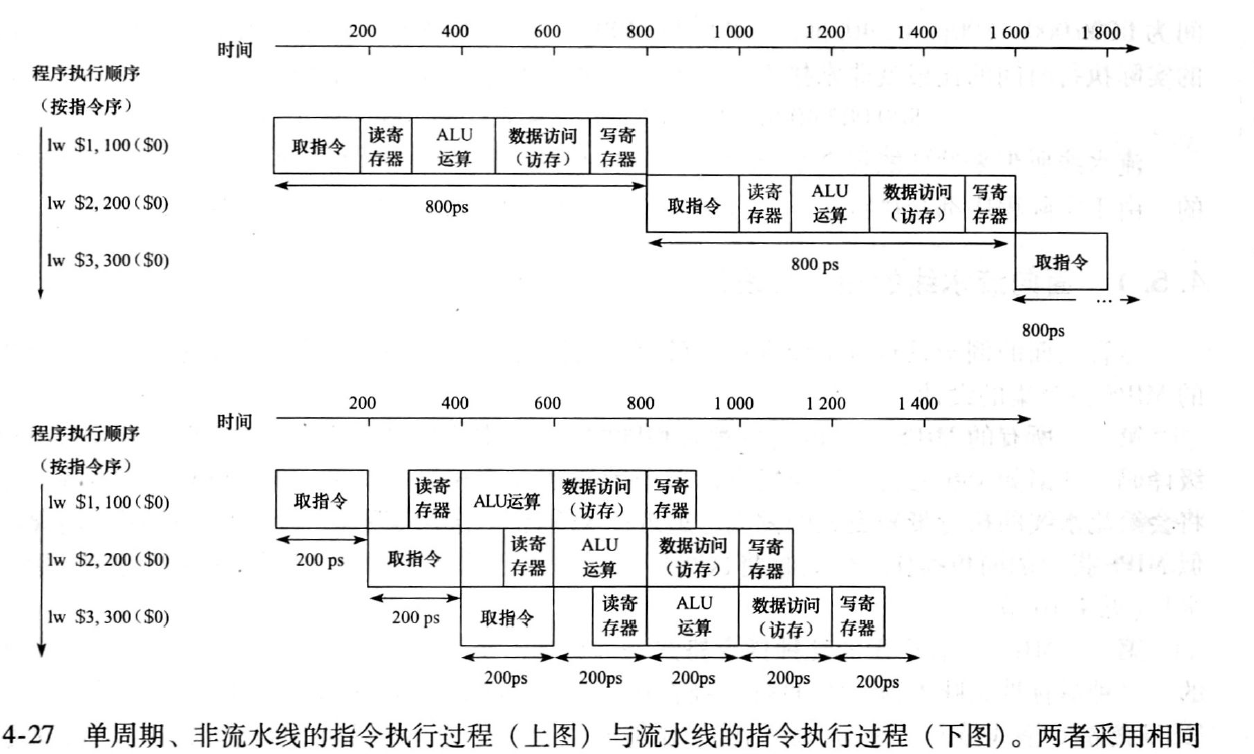 200 400 600 800 1 000 1 200 1 400 1 600 1 800
时间
程序执行顺序
（按指令序）
lw $1, 100 ($0)
取指令 读寄存器 ALU运算 数据访问（访存） 写寄存器
800ps
lw $2, 200 ($0)
取指令 读寄存器 ALU运算 数据访问（访存） 写寄存器
800 ps
lw $3, 300 ($0)
取指令
...
800ps
200 400 600 800 1 000 1 200 1 400
时间
程序执行顺序
（按指令序）
lw $1, 100 ($0)
取指令 读寄存器 ALU运算 数据访问（访存） 写寄存器
200 ps
lw $2, 200 ($0)
取指令 读寄存器 ALU运算 数据访问（访存） 写寄存器
200 ps
lw $3, 300 ($0)
取指令 读寄存器 ALU运算 数据访问（访存） 写寄存器
200ps 200ps 200ps 200ps 200ps
4-27 单周期、非流水线的指令执行过程（上图）与流水线的指令执行过程（下图）。两者采用相同